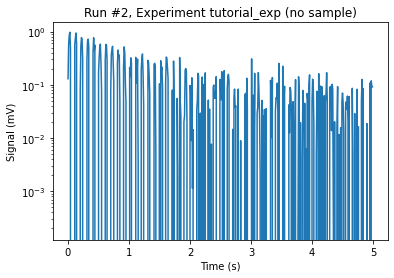 Run #2, Experiment tutorial_exp (no sample)
Signal (mV)
10⁰
10⁻¹
10⁻²
10⁻³
0 1 2 3 4 5
Time (s)